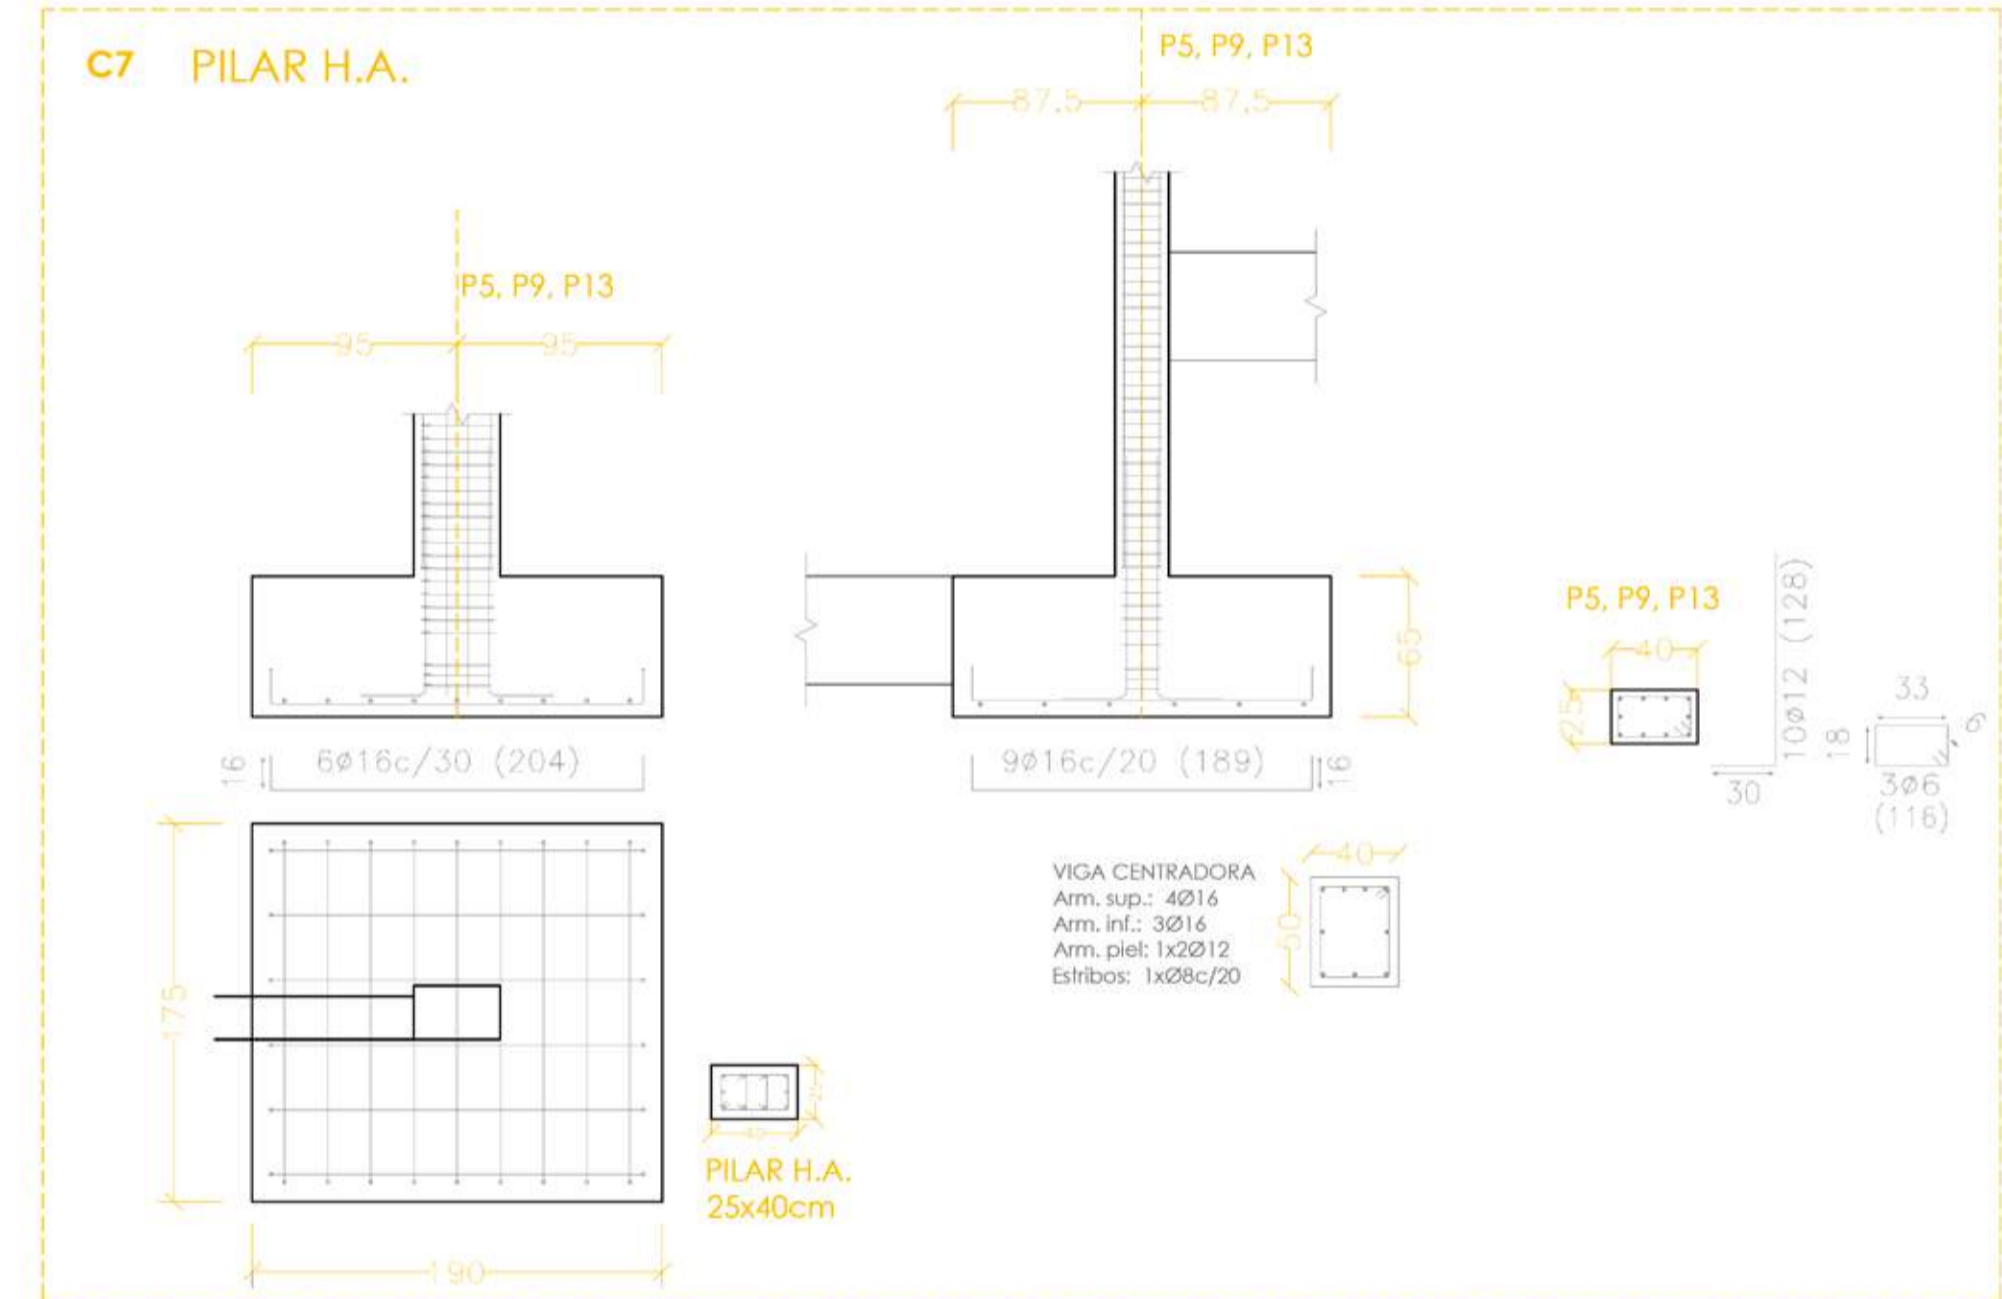 C7 PILAR H.A.
P5, P9, P13
87.5 87.5
P5, P9, P13
95 95
65
P5, P9, P13
40
25
10ø12 (128)
30
33
18
6
3ø6
(116)
16 6ø16c/30 (204)
9ø16c/20 (189) 16
VIGA CENTRADORA
Arm. sup.: 4Ø16
Arm. inf.: 3Ø16
Arm. piel: 1x2Ø12
Estribos: 1xØ8c/20
40
50
175
190
25
PILAR H.A.
25x40cm